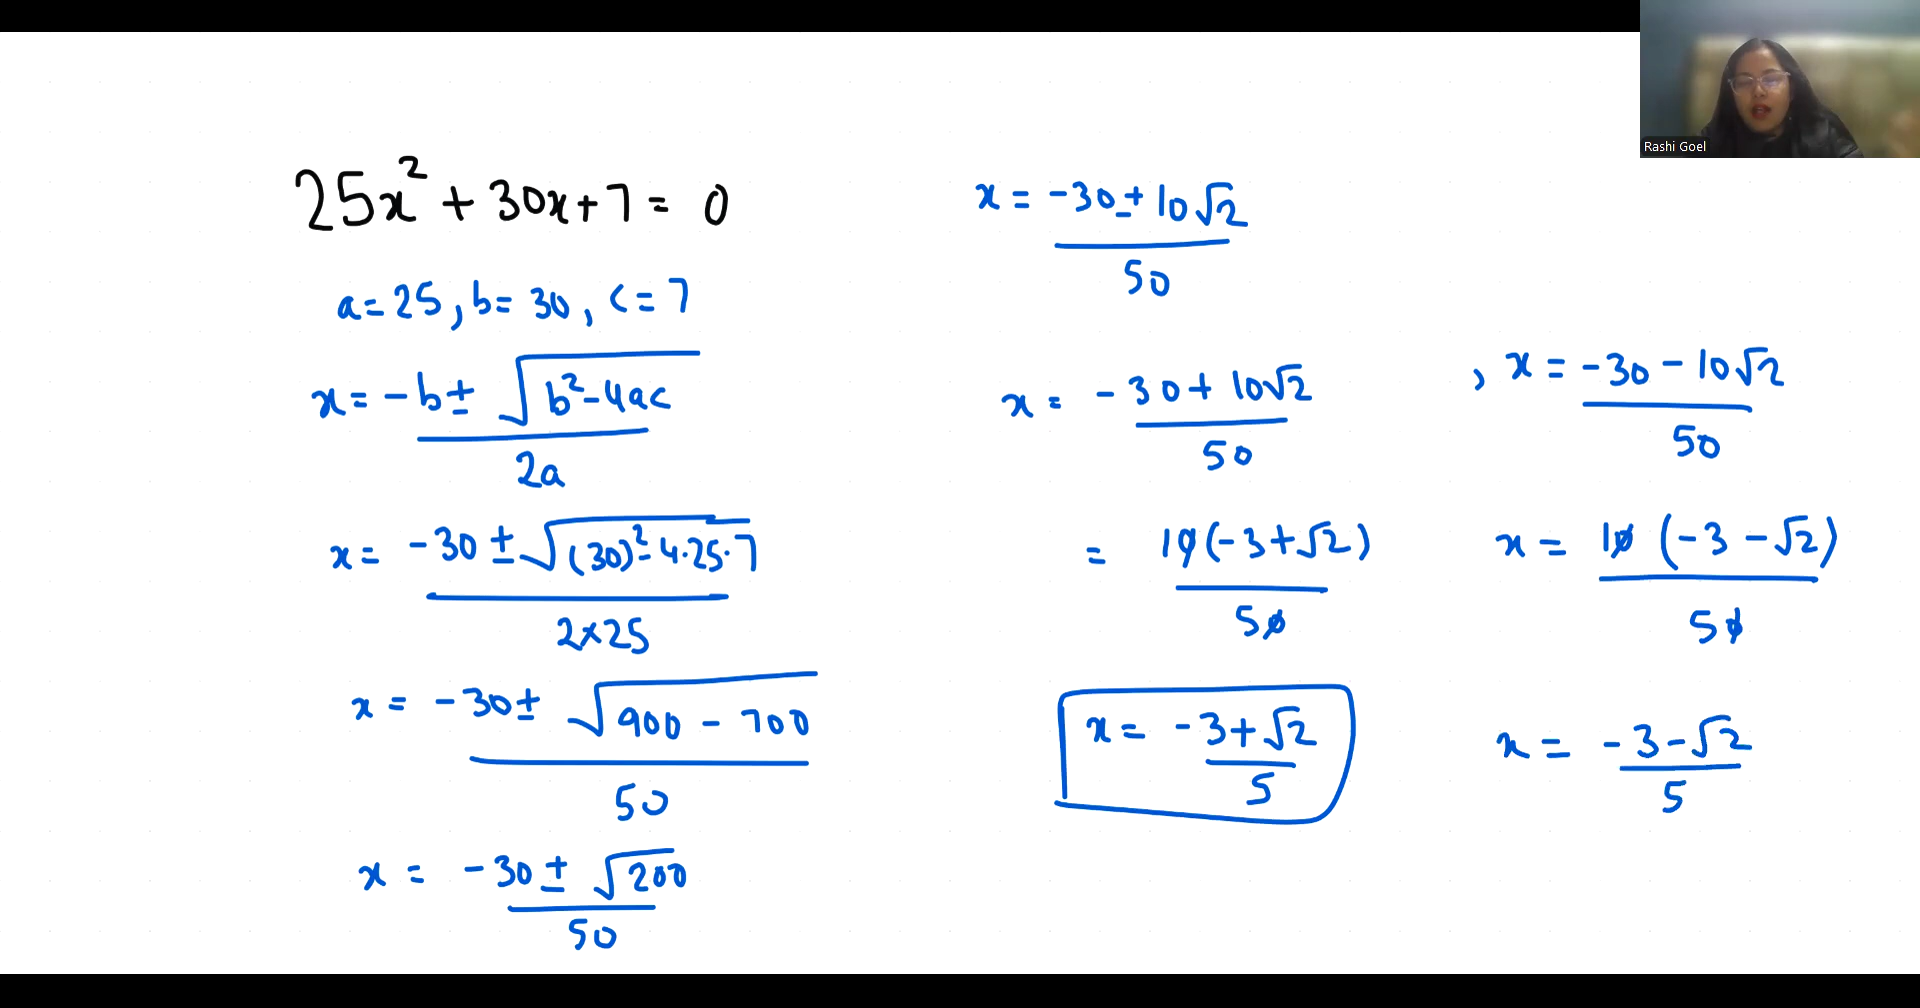 25x² + 30x + 7 = 0
a = 25, b = 30, c = 7
x = -b ± √(b² - 4ac)
2a
x = -30 ± √((30)² - 4·25·7)
2×25
x = -30 ± √(900 - 700)
50
x = -30 ± √200
50
x = -30 ± 10√2
50
x = -30 + 10√2
50
= 10(-3 + √2)
50
x = -3 + √2
5
, x = -30 - 10√2
50
x = 10(-3 - √2)
50
x = -3 - √2
5
Rashi Goel